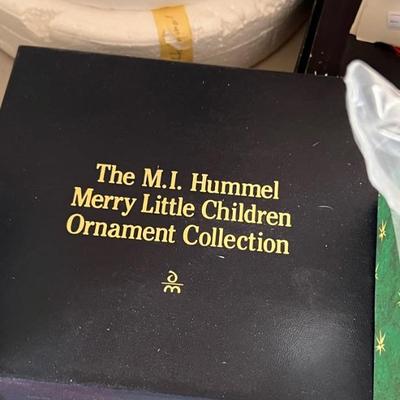 The M.I. Hummel
Merry Little Children
Ornament Collection